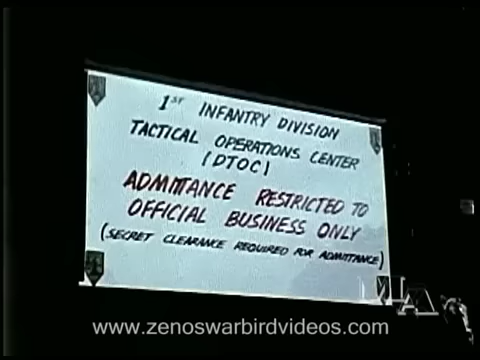 1ST INFANTRY DIVISION
TACTICAL OPERATIONS CENTER
(DTOC)
ADMITTANCE RESTRICTED TO
OFFICIAL BUSINESS ONLY
(SECRET CLEARANCE REQUIRED FOR ADMITTANCE)
www.zenoswarbirdvideos.com